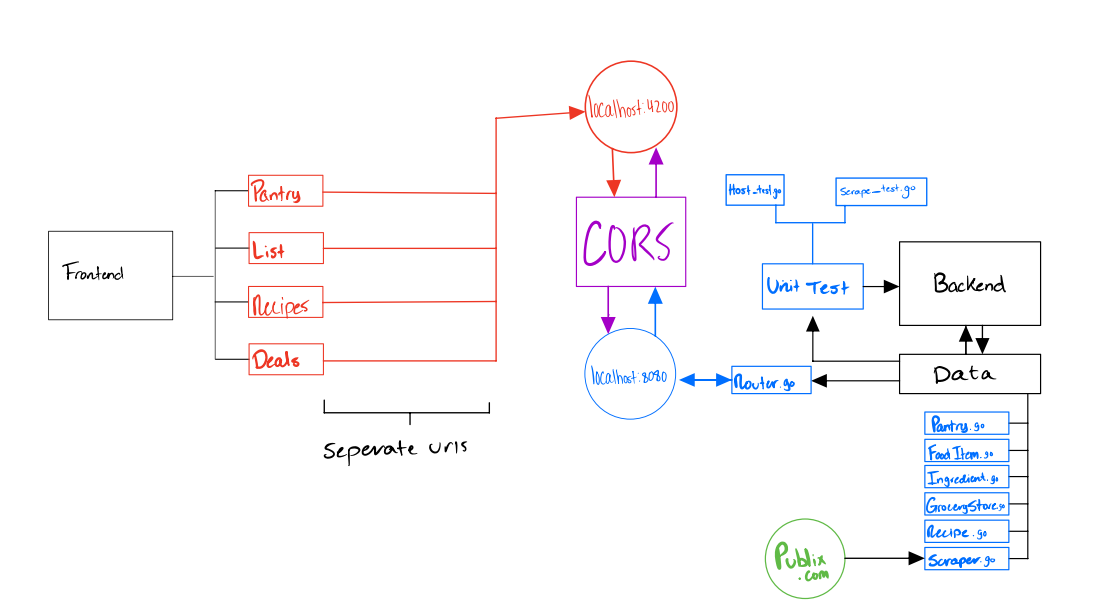 Frontend
Pantry
List
Recipes
Deals
Seperate urls
localhost:4200
CORS
localhost:8080
Host_test.go
Scrape_test.go
Unit Test
Backend
Router.go
Data
Pantry.go
Food Item.go
Ingredient.go
GroceryStore.go
Recipe.go
Scraper.go
Publix
.com